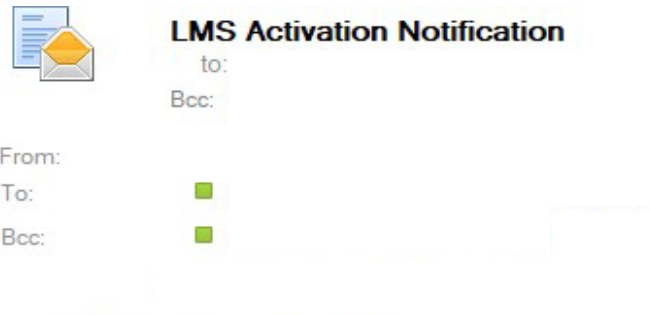 LMS Activation Notification
to:
Bcc:
From:
To:
Bcc: